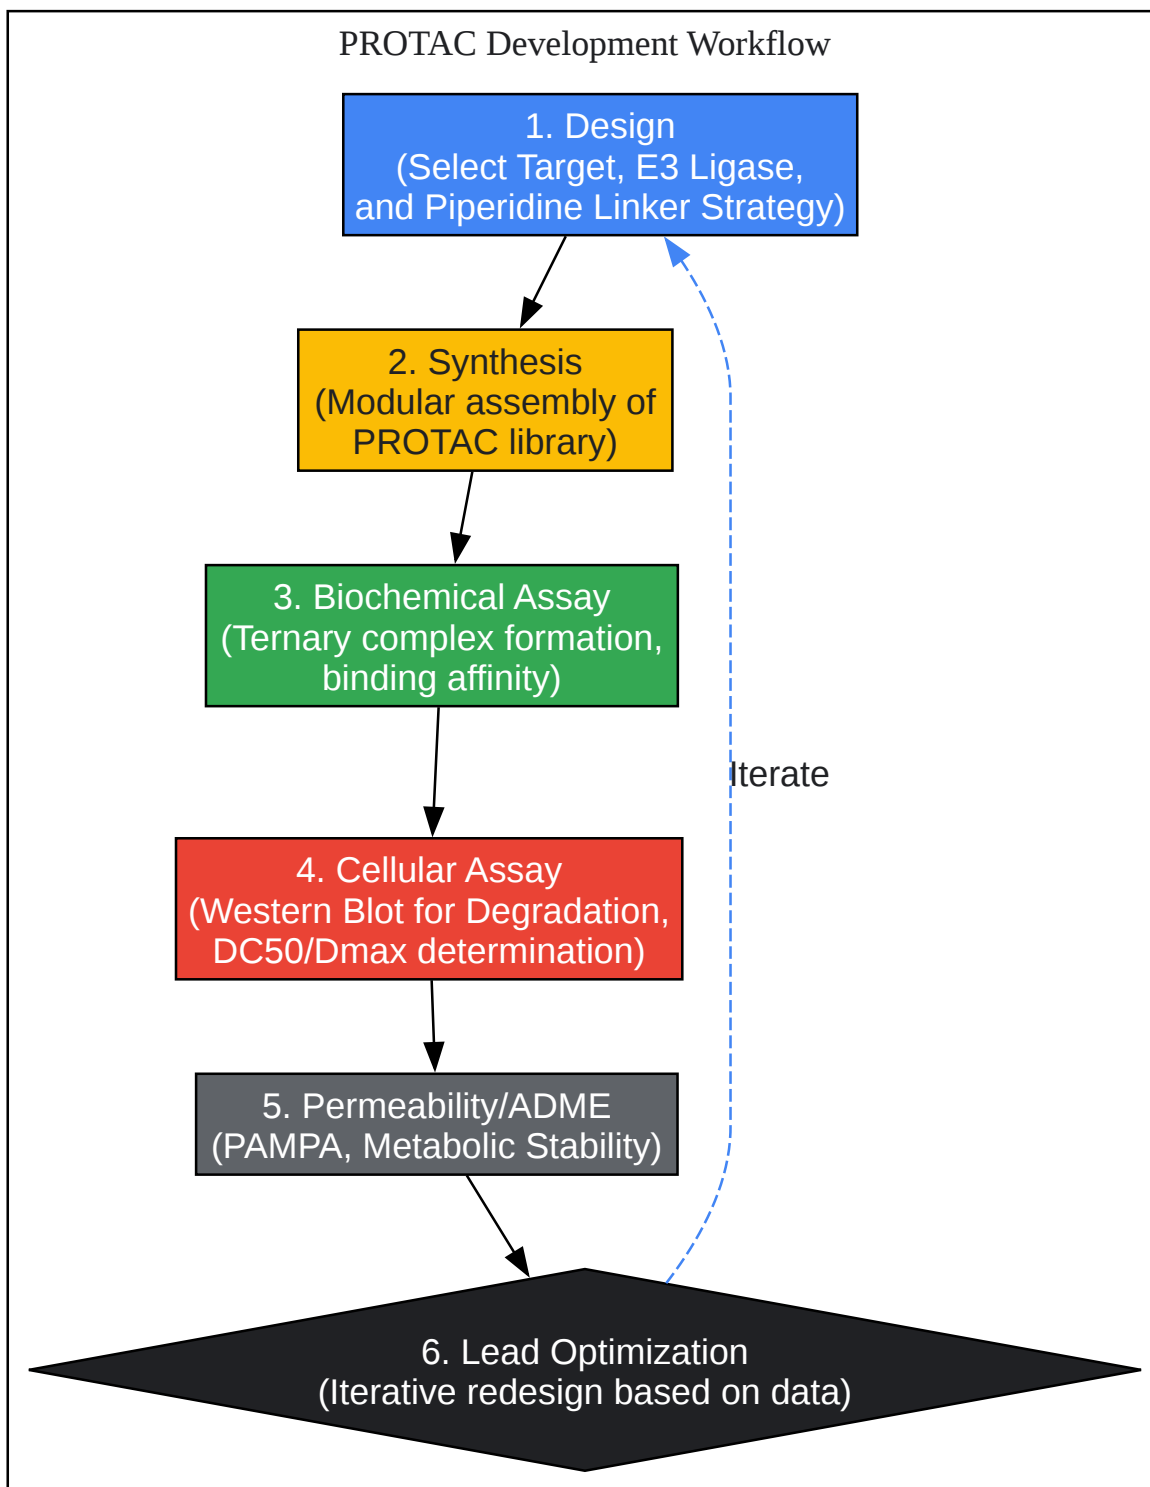 PROTAC Development Workflow
1. Design
(Select Target, E3 Ligase,
and Piperidine Linker Strategy)
2. Synthesis
(Modular assembly of
PROTAC library)
3. Biochemical Assay
(Ternary complex formation,
binding affinity)
Iterate
4. Cellular Assay
(Western Blot for Degradation,
DC50/Dmax determination)
5. Permeability/ADME
(PAMPA, Metabolic Stability)
6. Lead Optimization
(Iterative redesign based on data)